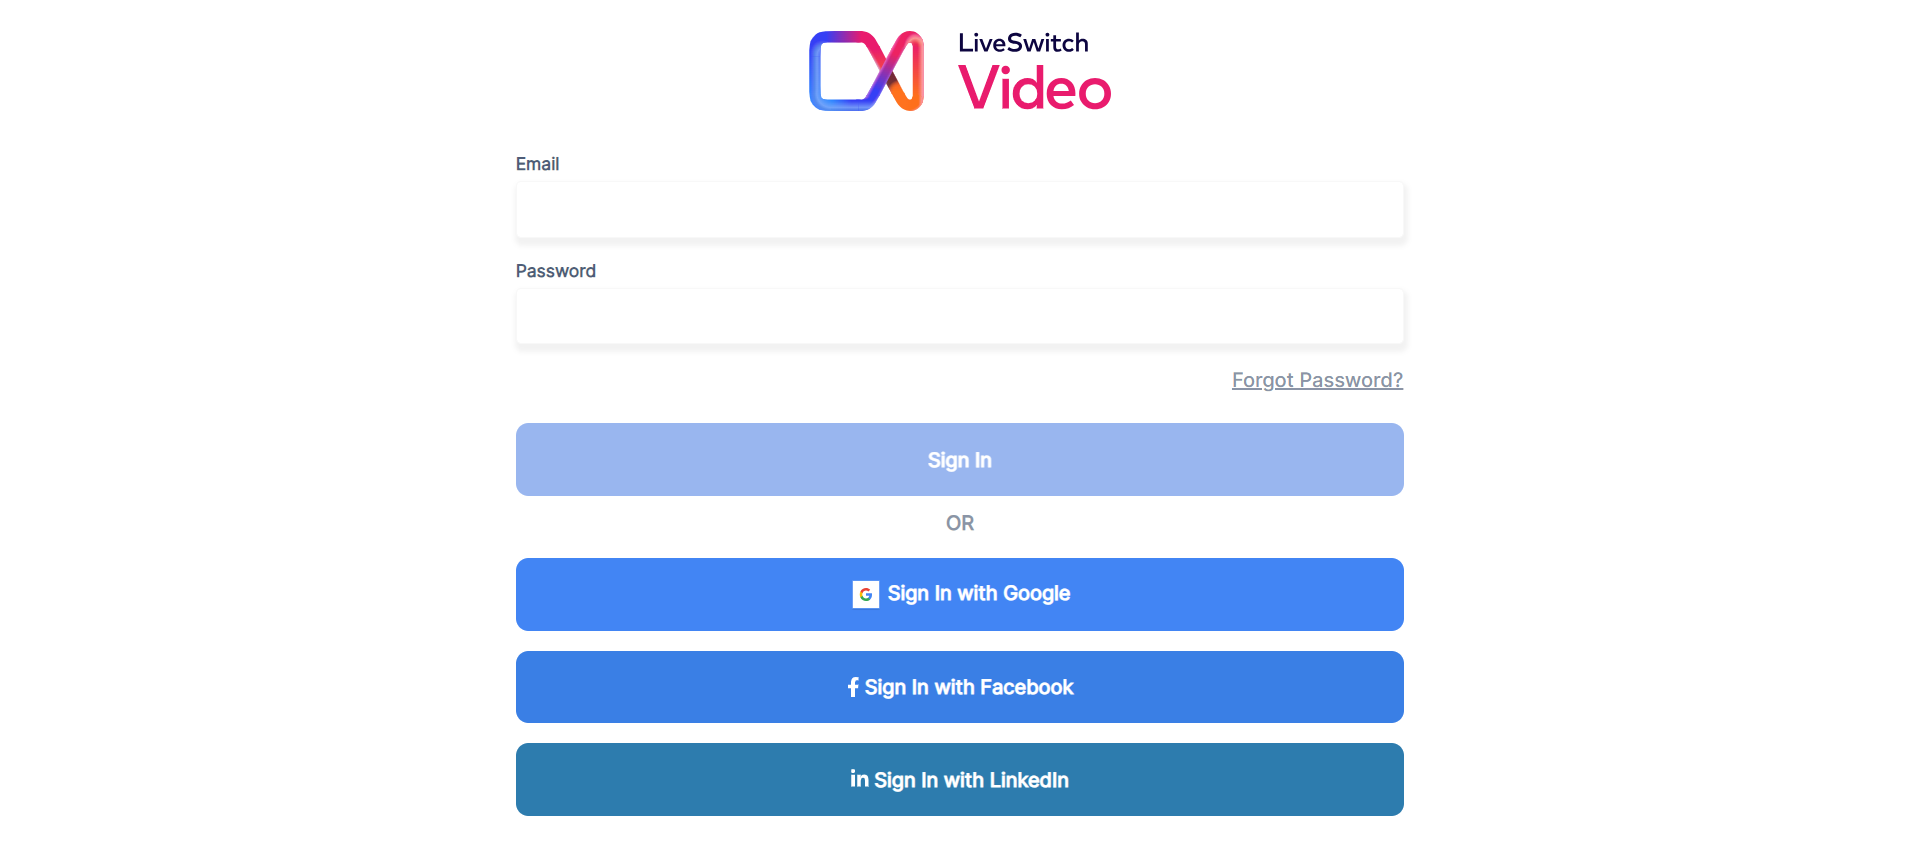 LiveSwitch
Video
Email
Password
Forgot Password?
Sign In
OR
Sign In with Google
Sign In with Facebook
Sign In with LinkedIn